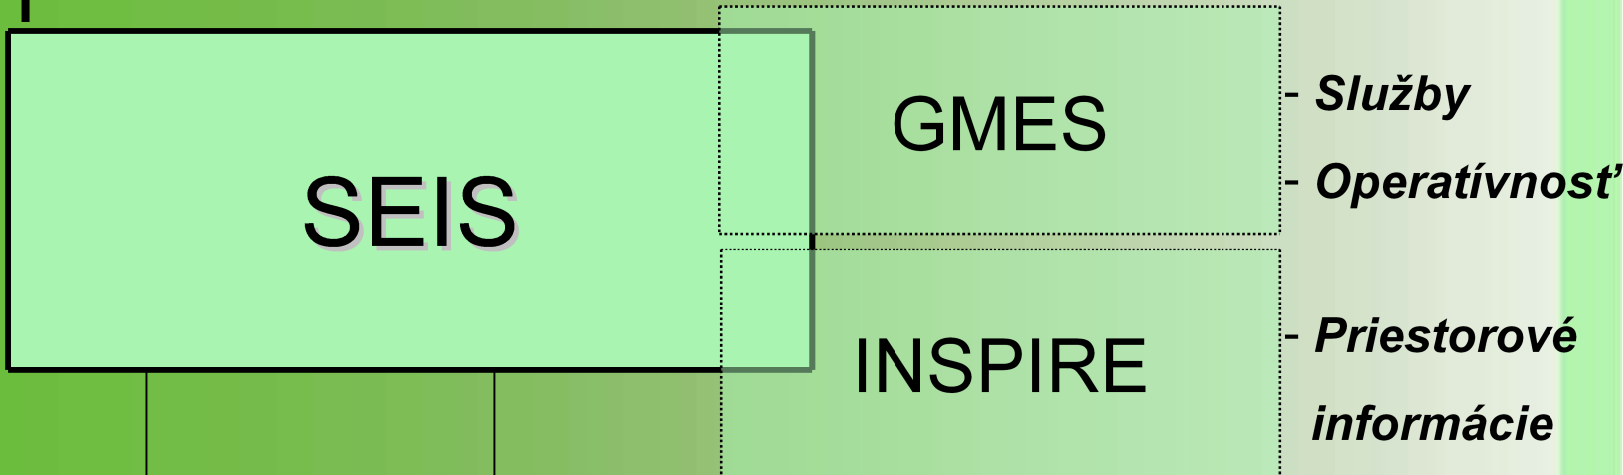 SEIS
GMES
- Služby
- Operatívnosť
INSPIRE
- Priestorové
informácie